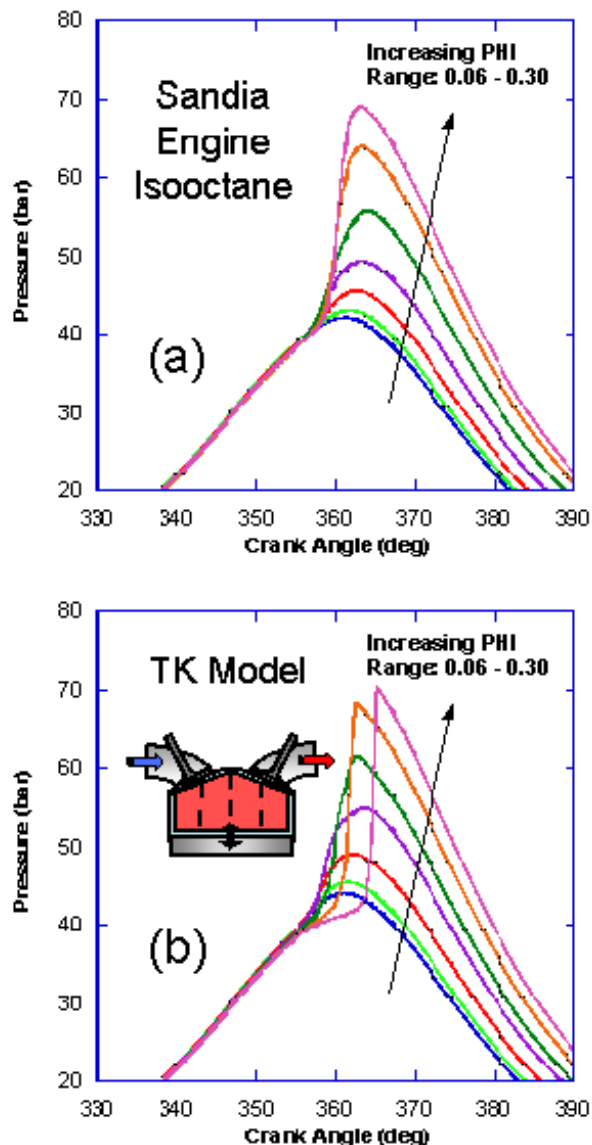 80
70
60
50
40
30
20
Pressure (bar)
Sandia
Engine
Isooctane
Increasing PHI
Range: 0.06 - 0.30
(a)
330 340 350 360 370 380 390
Crank Angle (deg)
80
70
60
50
40
30
20
Pressure (bar)
TK Model
Increasing PHI
Range: 0.06 - 0.30
(b)
330 340 350 360 370 380 390
Crank Angle (deg)